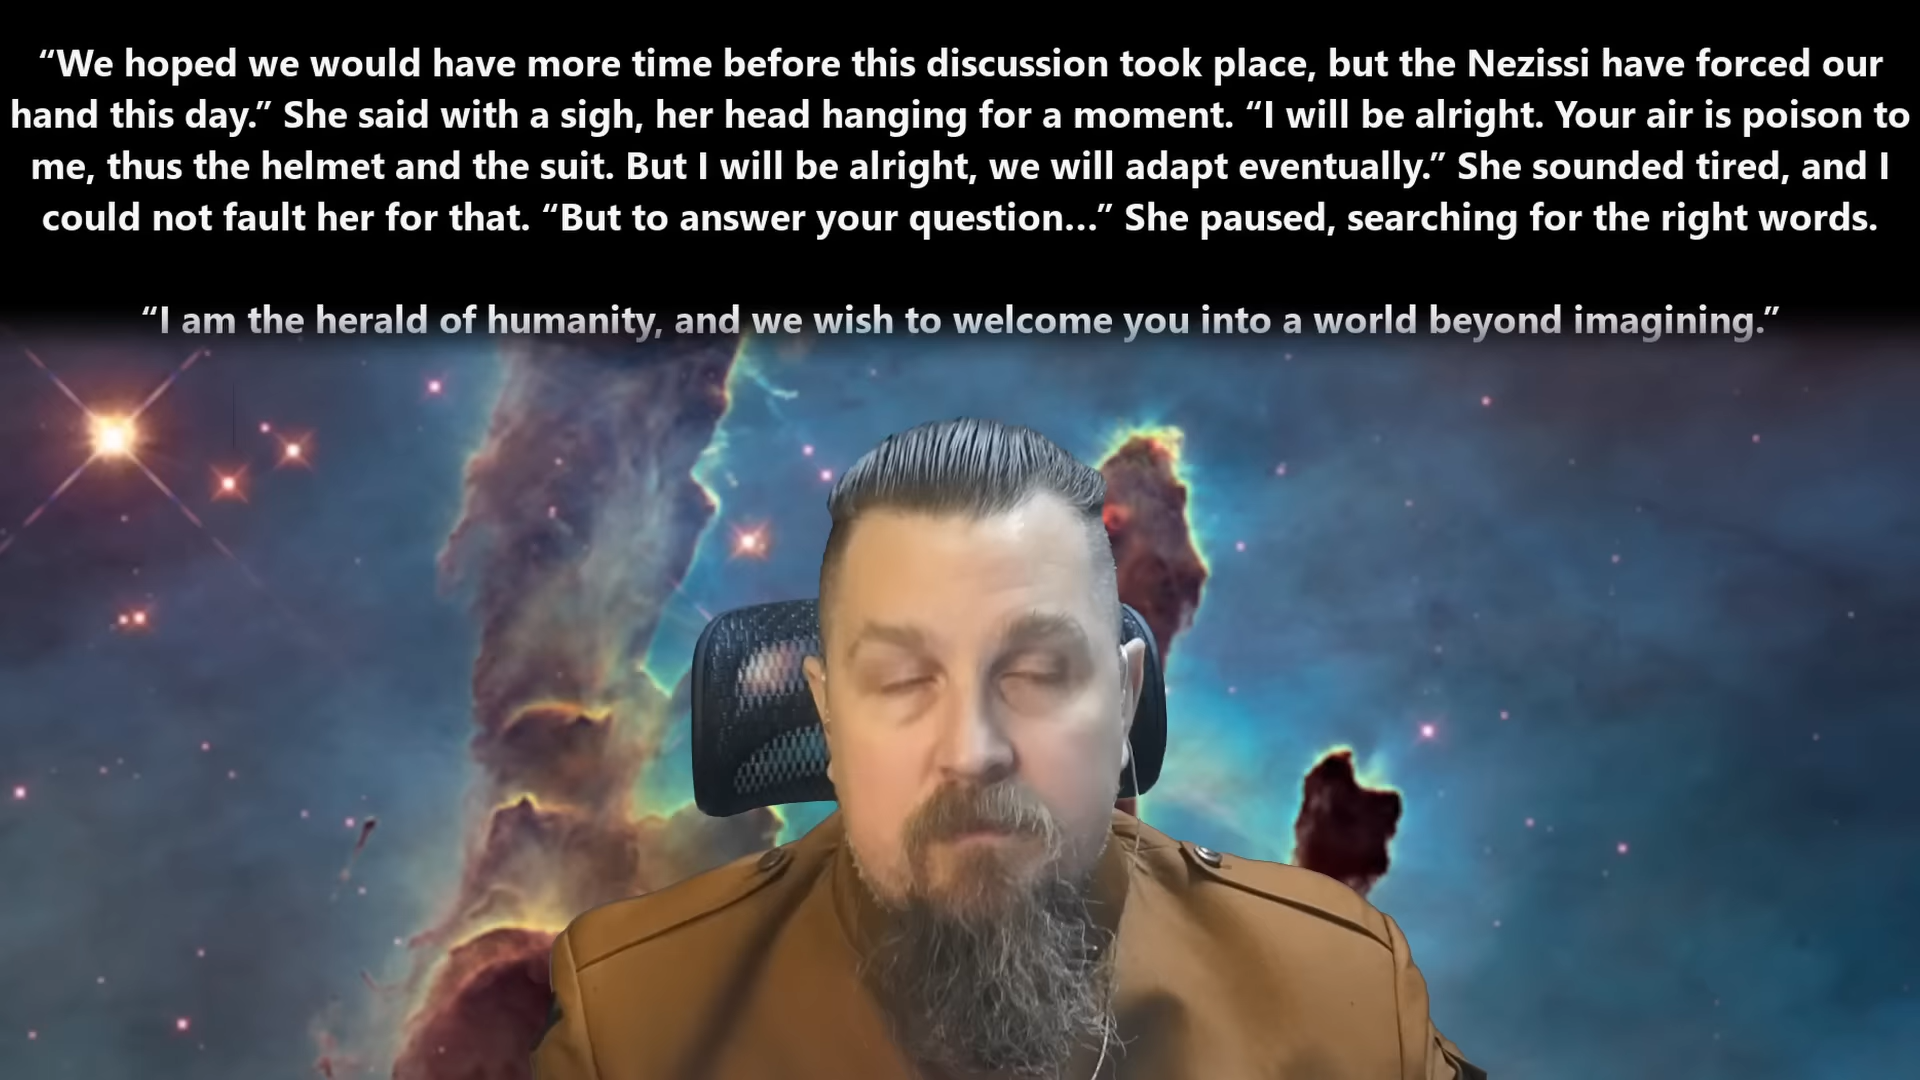 “We hoped we would have more time before this discussion took place, but the Nezissi have forced our
hand this day.” She said with a sigh, her head hanging for a moment. “I will be alright. Your air is poison to
me, thus the helmet and the suit. But I will be alright, we will adapt eventually.” She sounded tired, and I
could not fault her for that. “But to answer your question...” She paused, searching for the right words.
“I am the herald of humanity, and we wish to welcome you into a world beyond imagining.”